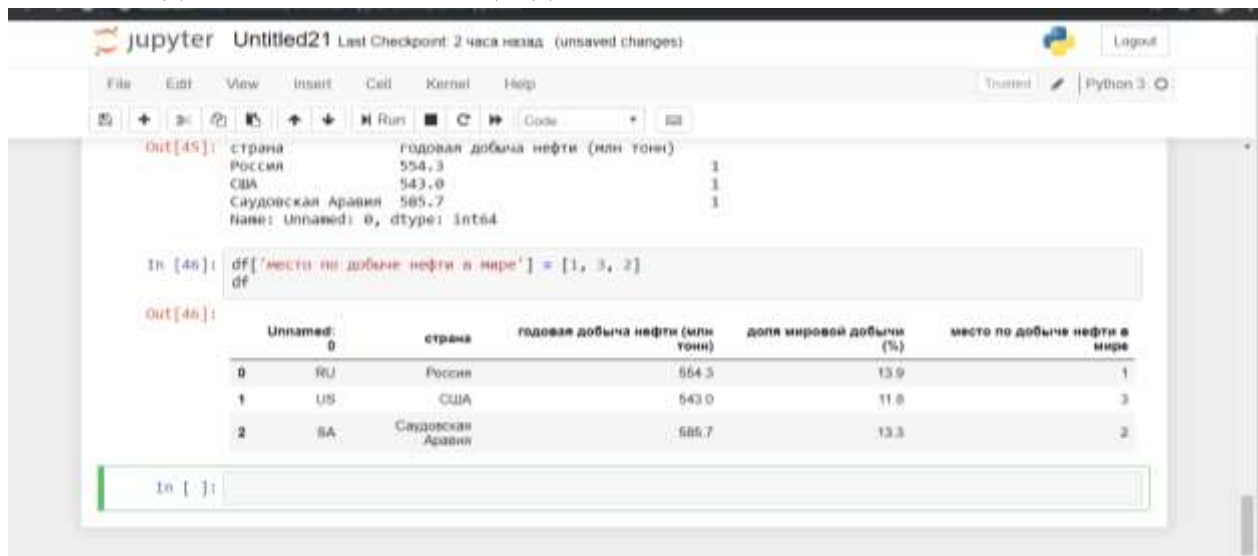 jupyter Untitled21 Last Checkpoint: 2 часа назад (unsaved changes) Logout
File Edit View Insert Cell Kernel Help Trusted Python 3
Run Code
Out[45]: страна годовая добыча нефти (млн тонн)
Россия 554.3 1
США 543.0 1
Саудовская Аравия 585.7 1
Name: Unnamed: 0, dtype: int64
In [46]: df['место по добыче нефти в мире'] = [1, 3, 2]
df
Out[46]:
Unnamed: 0 страна годовая добыча нефти (млн тонн) доля мировой добычи (%) место по добыче нефти в мире
0 RU Россия 554.3 13.9 1
1 US США 543.0 11.8 3
2 SA Саудовская Аравия 585.7 13.3 2
In [ ]: